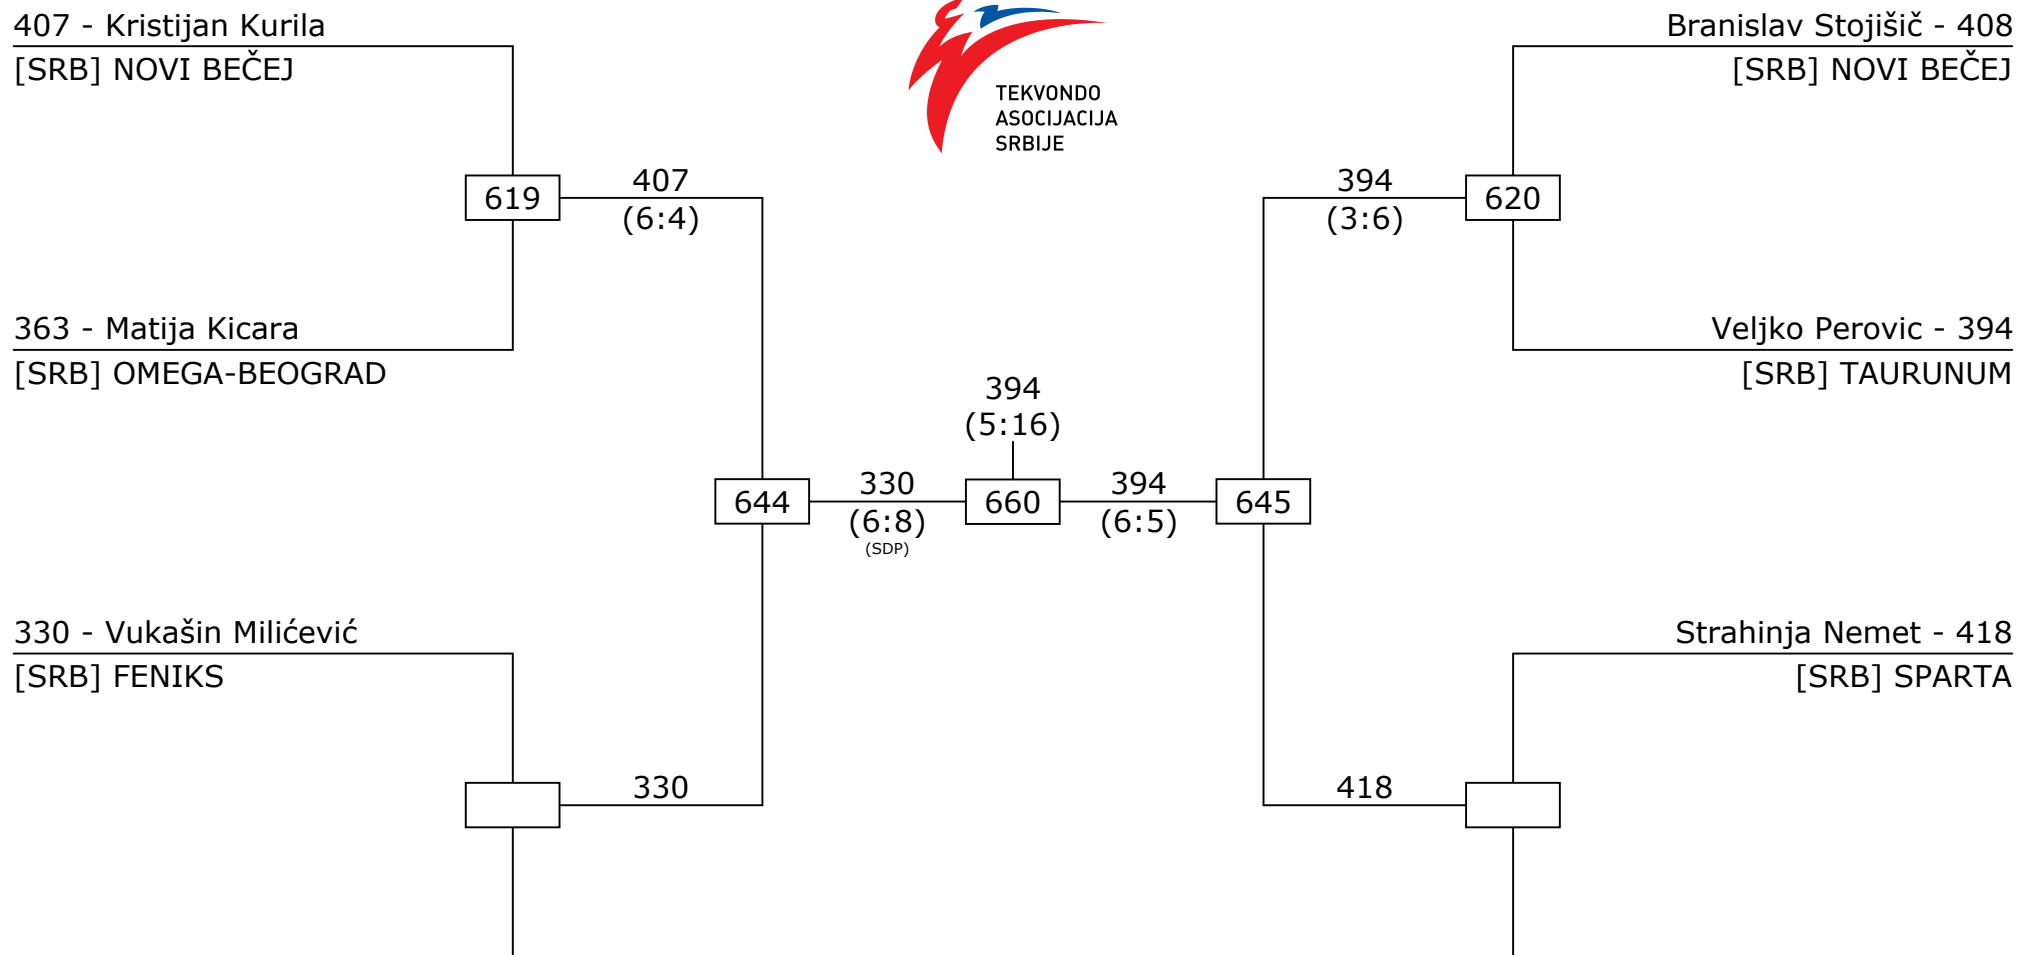 407 - Kristijan Kurila
[SRB] NOVI BEČEJ
TEKVONDO
ASOCIJACIJA
SRBIJE
Branislav Stojišič - 408
[SRB] NOVI BEČEJ
619
407
(6:4)
394
(3:6)
620
363 - Matija Kicara
[SRB] OMEGA-BEOGRAD
Veljko Perovic - 394
[SRB] TAURUNUM
394
(5:16)
644
330
(6:8)
(SDP)
660
394
(6:5)
645
330 - Vukašin Milićević
[SRB] FENIKS
Strahinja Nemet - 418
[SRB] SPARTA
330
418